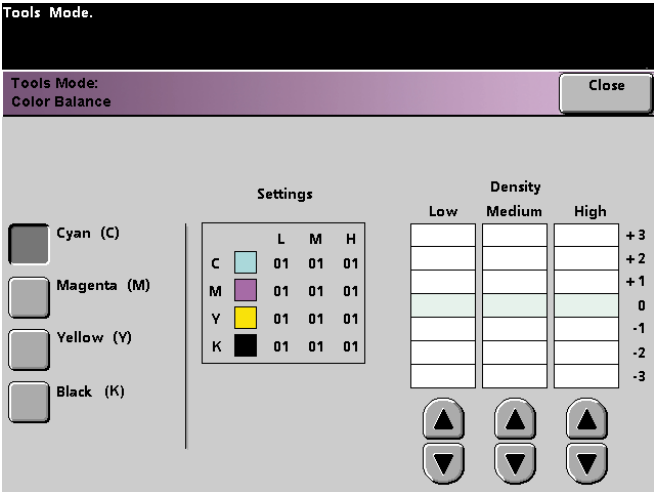 Tools Mode.
Tools Mode:
Color Balance
Close
Cyan (C)
Magenta (M)
Yellow (Y)
Black (K)
Settings
L M H
C 01 01 01
M 01 01 01
Y 01 01 01
K 01 01 01
Density
Low Medium High
+3
+2
+1
0
-1
-2
-3